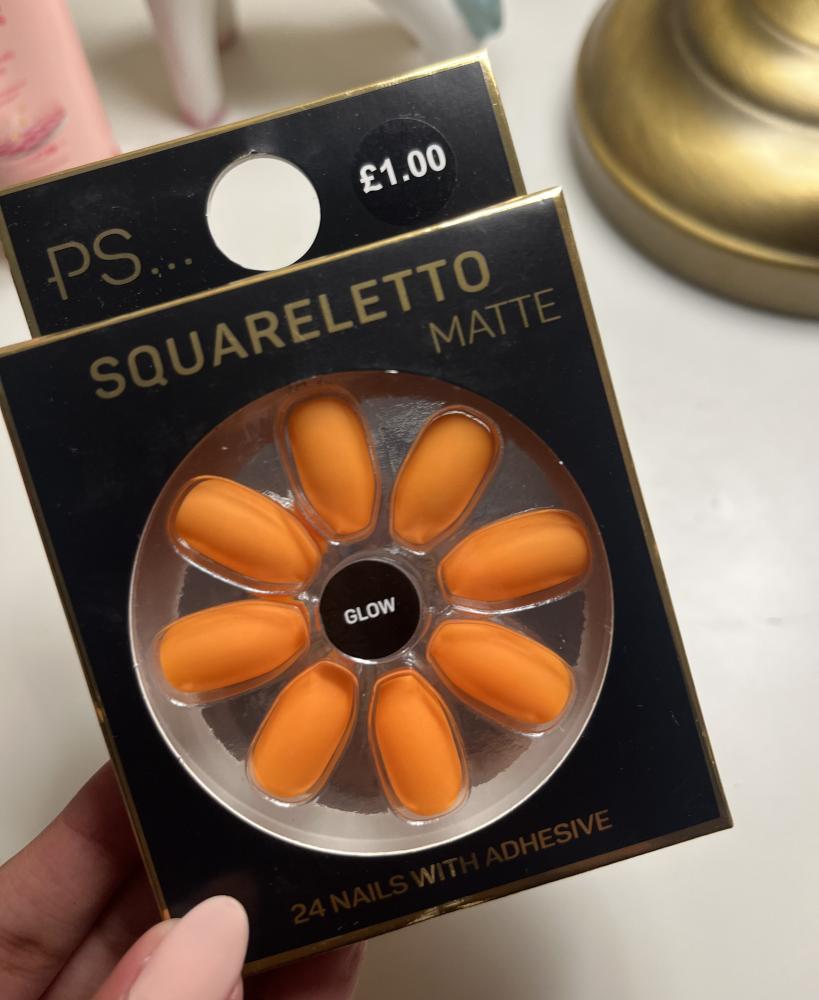 £1.00
PS...
SQUARELETTO
MATTE
GLOW
24 NAILS WITH ADHESIVE